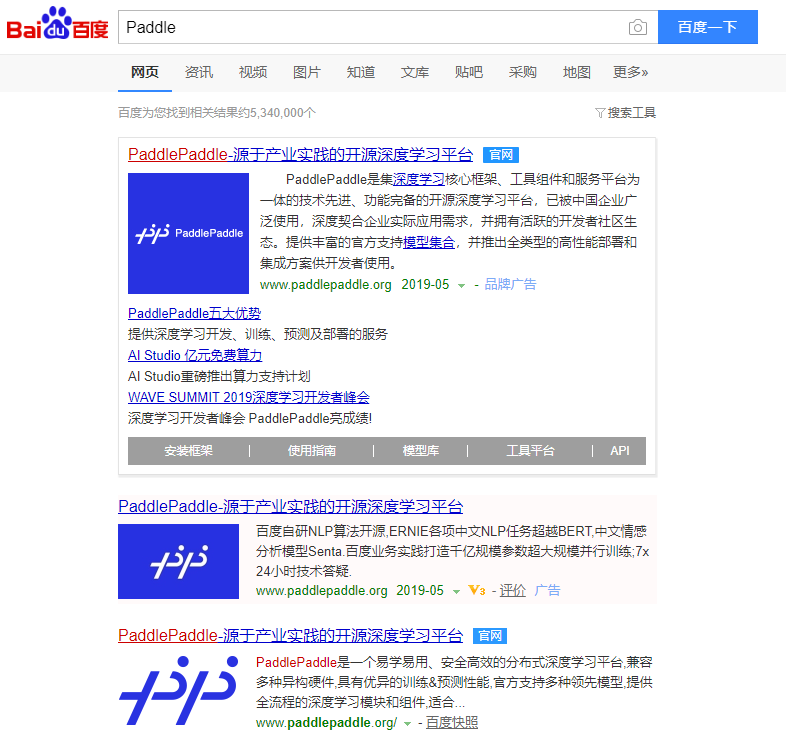 Bai du 百度
Paddle
百度一下
网页 资讯 视频 图片 知道 文库 贴吧 采购 地图 更多»
百度为您找到相关结果约5,340,000个
搜索工具
PaddlePaddle-源于产业实践的开源深度学习平台 官网
PaddlePaddle
PaddlePaddle是集深度学习核心框架、工具组件和服务平台为
一体的技术先进、功能完备的开源深度学习平台，已被中国企业广
泛使用，深度契合企业实际应用需求，并拥有活跃的开发者社区生
态。提供丰富的官方支持模型集合，并推出全类型的高性能部署和
集成方案供开发者使用。
www.paddlepaddle.org 2019-05 - 品牌广告
PaddlePaddle五大优势
提供深度学习开发、训练、预测及部署的服务
AI Studio 亿元免费算力
AI Studio重磅推出算力支持计划
WAVE SUMMIT 2019深度学习开发者峰会
深度学习开发者峰会 PaddlePaddle亮成绩!
安装框架 | 使用指南 | 模型库 | 工具平台 | API
PaddlePaddle-源于产业实践的开源深度学习平台
百度自研NLP算法开源,ERNIE各项中文NLP任务超越BERT,中文情感
分析模型Senta.百度业务实践打造千亿规模参数超大规模并行训练;7x
24小时技术答疑.
www.paddlepaddle.org 2019-05 V3 - 评价 广告
PaddlePaddle-源于产业实践的开源深度学习平台 官网
PaddlePaddle是一个易学易用、安全高效的分布式深度学习平台,兼容
多种异构硬件,具有优异的训练&预测性能,官方支持多种领先模型,提供
全流程的深度学习模块和组件,适合...
www.paddlepaddle.org/ - 百度快照